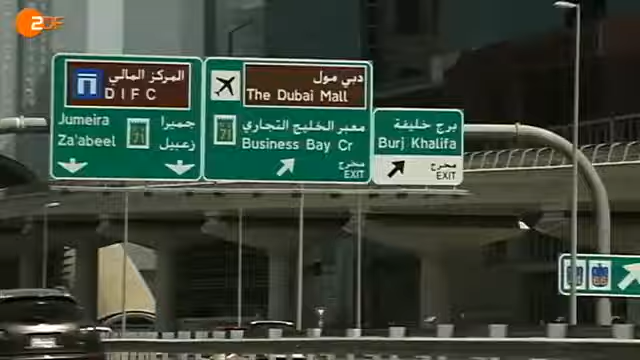 ZDF
المركز المالي
DIFC
Jumeira
جميرا
Za'abeel
زعبيل
71
دبي مول
The Dubai Mall
71
معبر الخليج التجاري
Business Bay Cr
مخرج
EXIT
برج خليفة
Burj Khalifa
مخرج
EXIT